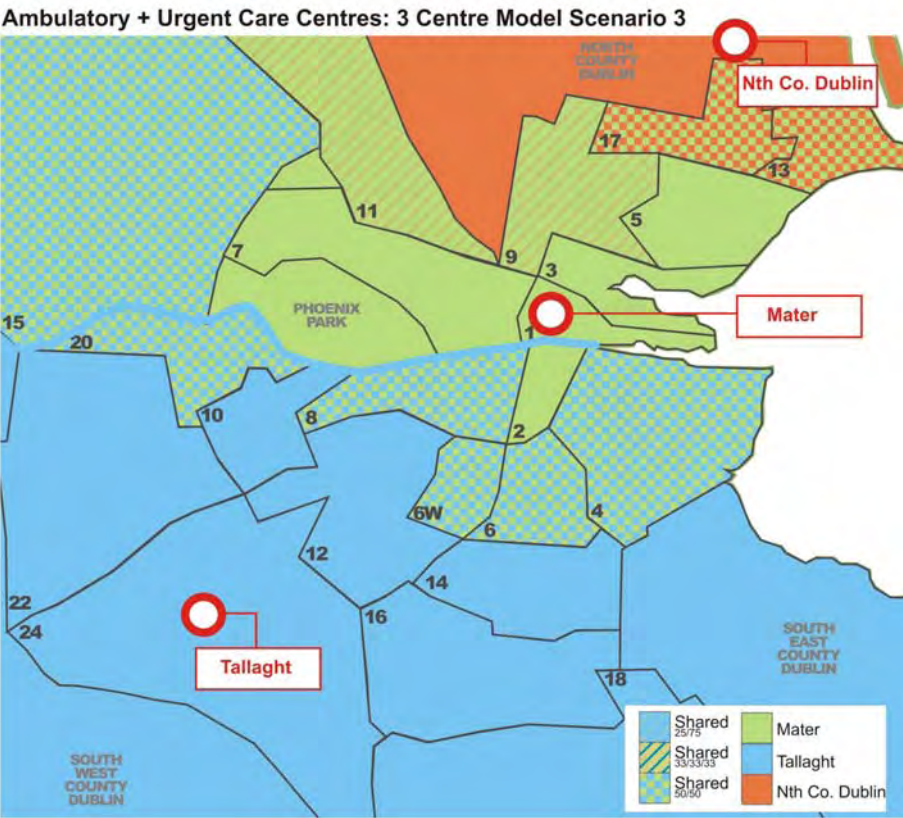 Ambulatory + Urgent Care Centres: 3 Centre Model Scenario 3
NORTH
COUNTY
DUBLIN
Nth Co. Dublin
17
13
11
5
7
9
3
PHOENIX
PARK
Mater
15
20
1
10
8
2
6W
6
4
12
14
22
24
16
Tallaght
SOUTH
EAST
COUNTY
DUBLIN
18
SOUTH
WEST
COUNTY
DUBLIN
Shared
25/75
Shared
33/33/33
Shared
50/50
Mater
Tallaght
Nth Co. Dublin